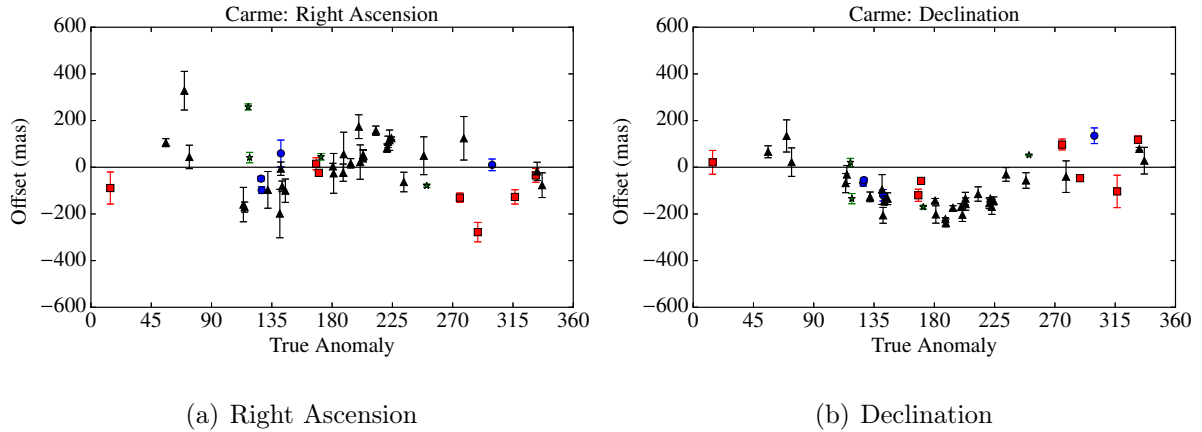 Carme: Right Ascension
600
400
200
0
−200
−400
−600
Offset (mas)
0 45 90 135 180 225 270 315 360
True Anomaly
(a) Right Ascension
Carme: Declination
600
400
200
0
−200
−400
−600
Offset (mas)
0 45 90 135 180 225 270 315 360
True Anomaly
(b) Declination